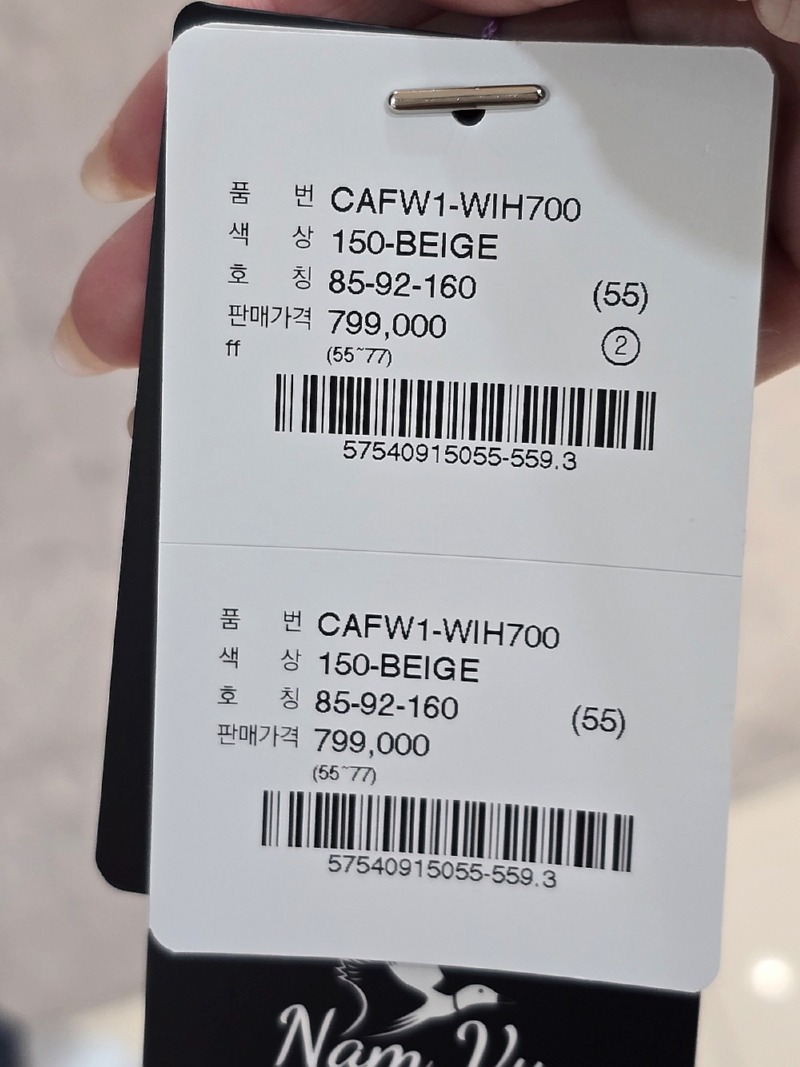 품 번 CAFW1-WIH700
색 상 150-BEIGE
호 칭 85-92-160 (55)
판매가격 799,000
ff (55~77) ②
57540915055-559.3
품 번 CAFW1-WIH700
색 상 150-BEIGE
호 칭 85-92-160 (55)
판매가격 799,000
(55~77)
57540915055-559.3
Nam